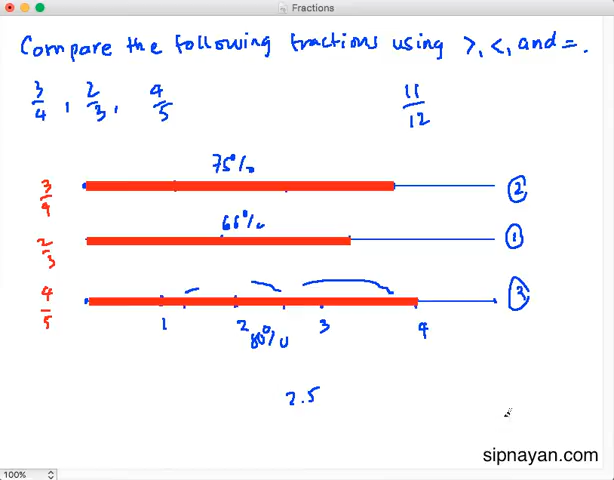 Fractions
Compare the following fractions using >, <, and =.
3/4, 2/3, 4/5 11/12
75%
3/4 2
66%
2/3 1
4/5 3
1 2 3 4
80%
2.5
sipnayan.com
100%